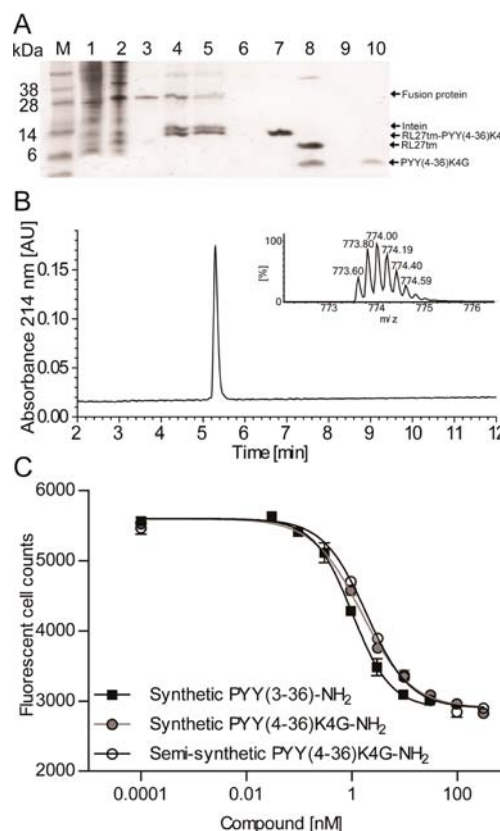 A
kDa M 1 2 3 4 5 6 7 8 9 10
38
28
14
6
Fusion protein
Intein
RL27tm-PYY(4-36)K4
RL27tm
PYY(4-36)K4G
B
Absorbance 214 nm [AU]
0.15
0.10
0.05
0.00
2 3 4 5 6 7 8 9 10 11 12
Time [min]
100
[%]
0
774.00
773.80
774.19
773.60
774.40
774.59
773 774 775 776
m/z
C
Fluorescent cell counts
6000
5000
4000
3000
2000
Synthetic PYY(3-36)-NH2
Synthetic PYY(4-36)K4G-NH2
Semi-synthetic PYY(4-36)K4G-NH2
0.0001 0.01 1 100
Compound [nM]